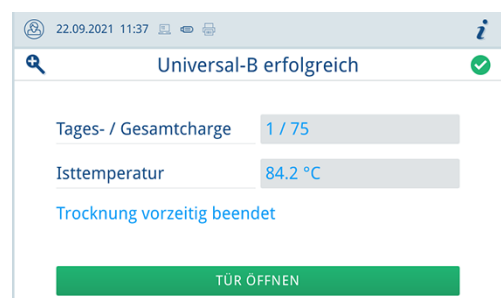 22.09.2021 11:37
i
Universal-B erfolgreich
Tages- / Gesamtcharge 1 / 75
Isttemperatur 84.2 °C
Trocknung vorzeitig beendet
TÜR ÖFFNEN